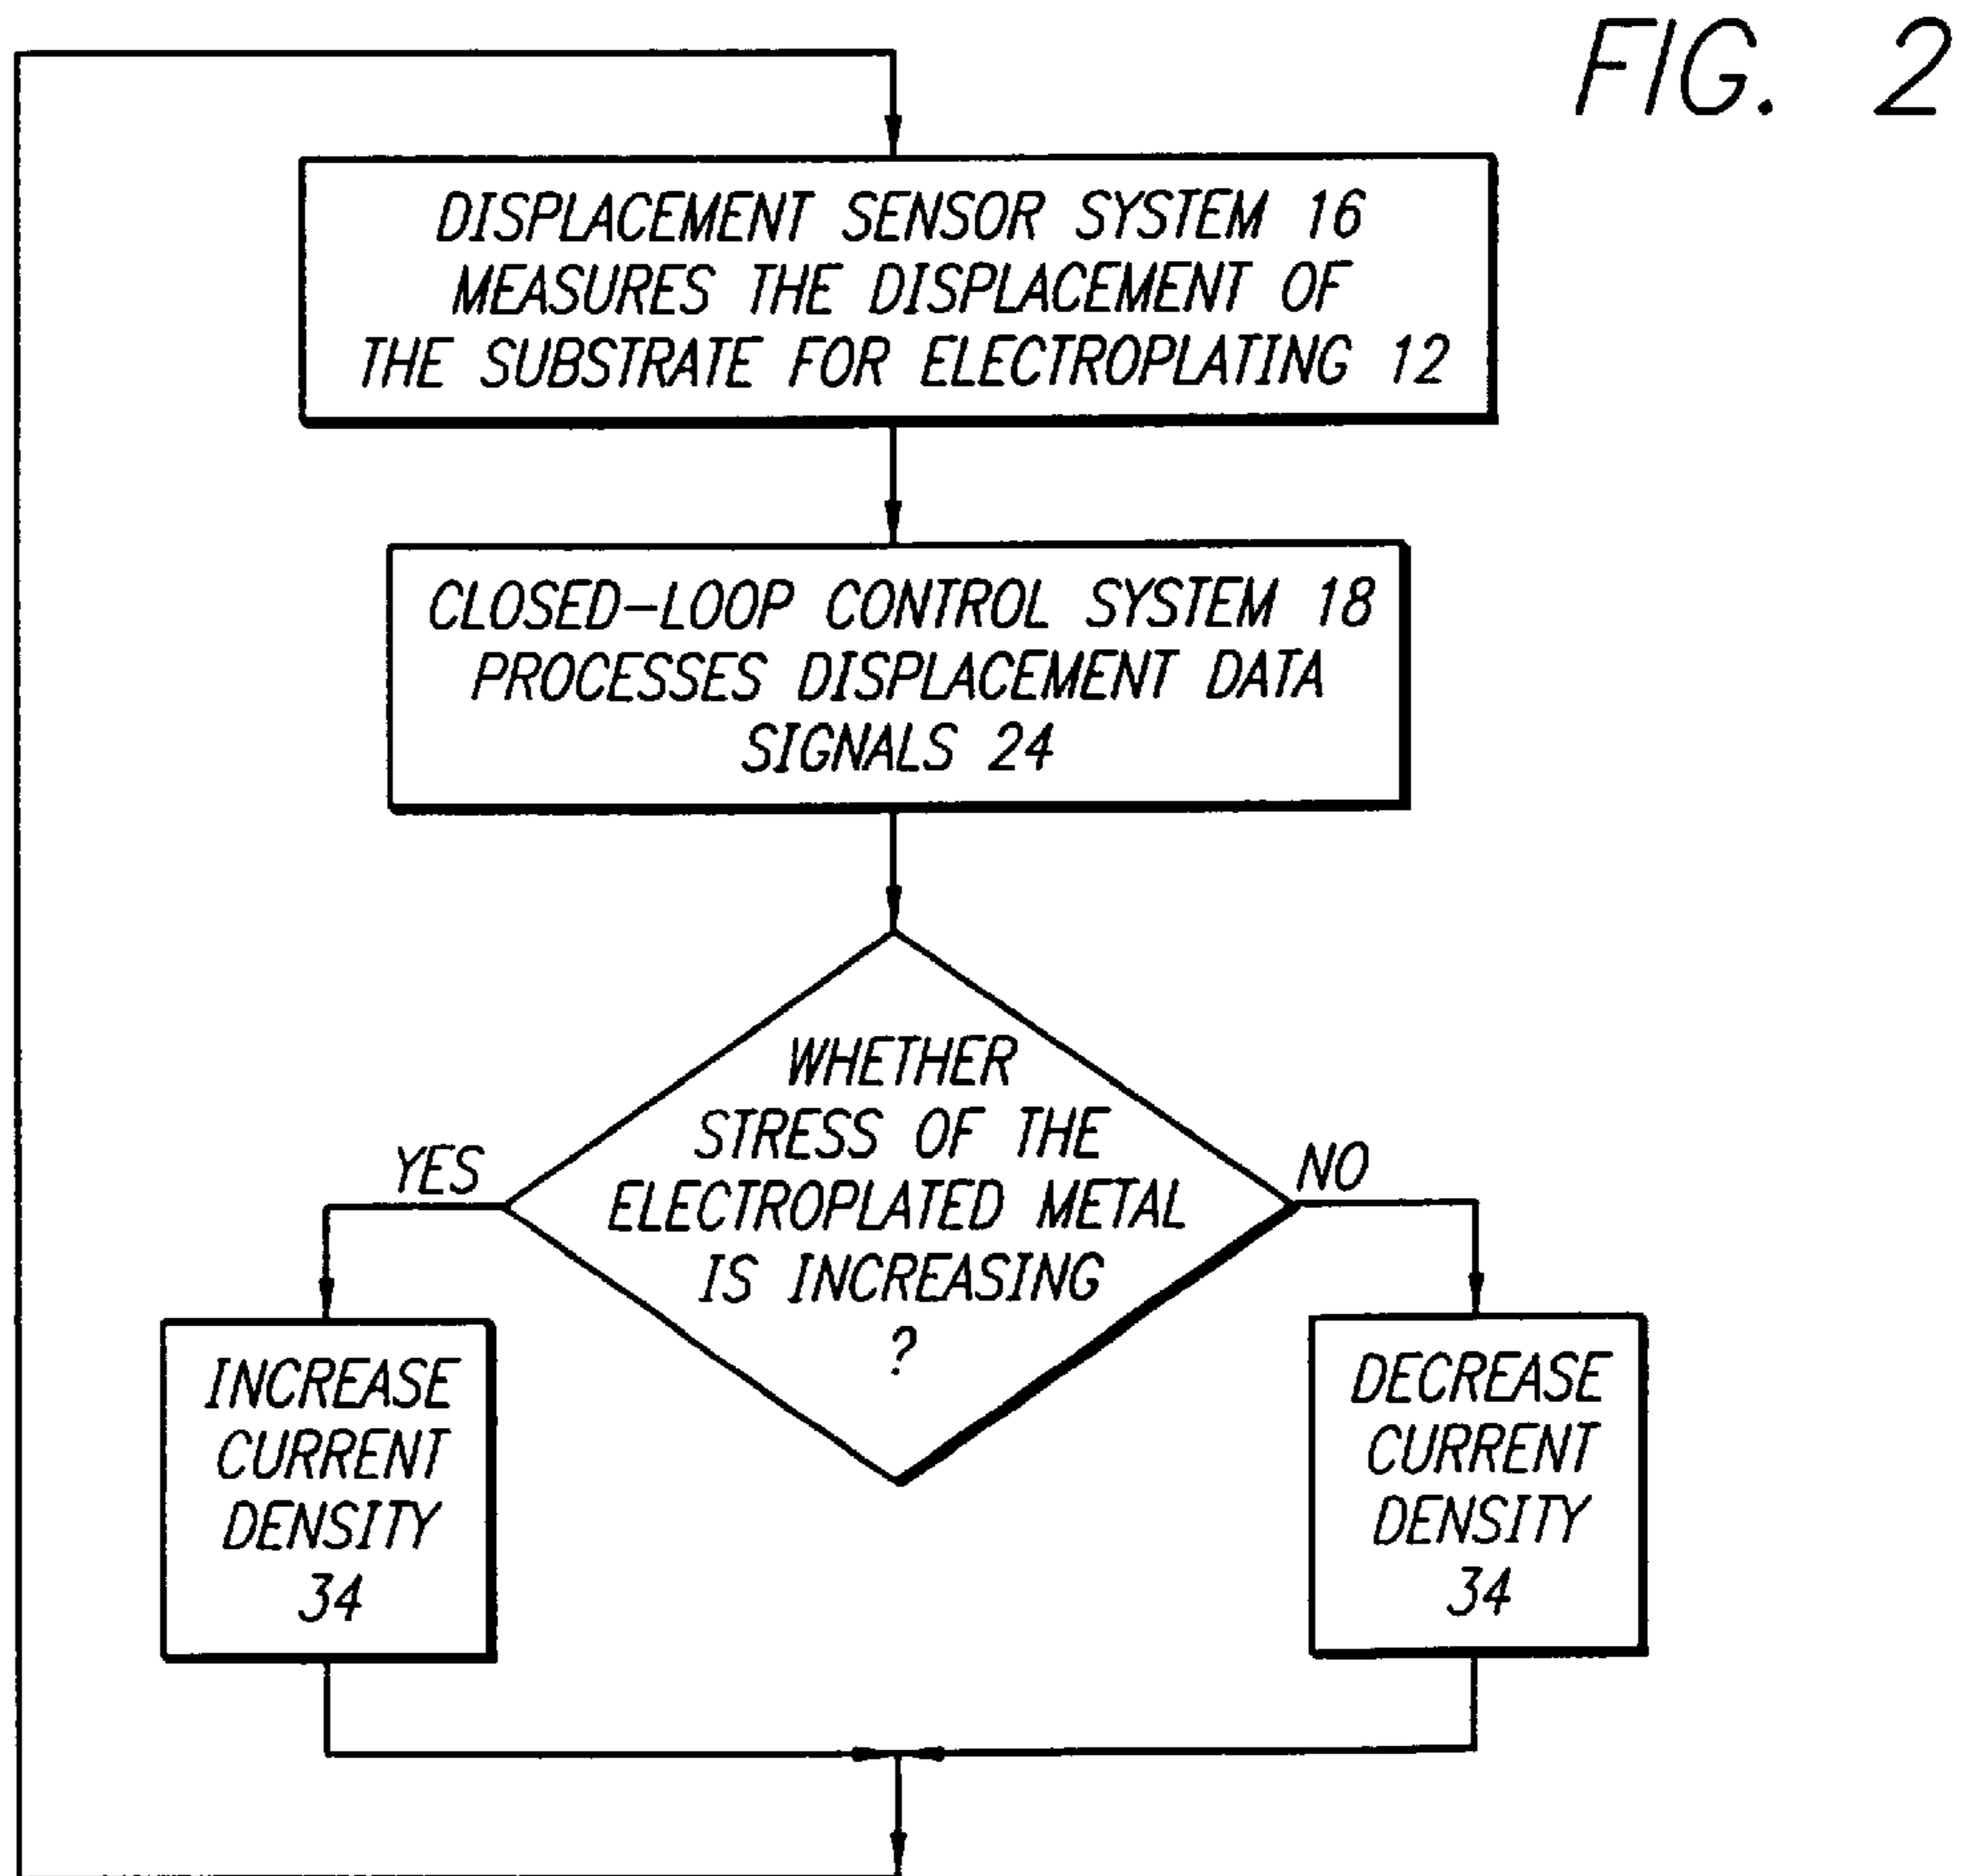 FIG. 2
DISPLACEMENT SENSOR SYSTEM 16
MEASURES THE DISPLACEMENT OF
THE SUBSTRATE FOR ELECTROPLATING 12
CLOSED-LOOP CONTROL SYSTEM 18
PROCESSES DISPLACEMENT DATA
SIGNALS 24
WHETHER
STRESS OF THE
ELECTROPLATED METAL
IS INCREASING
?
YES
NO
INCREASE
CURRENT
DENSITY
34
DECREASE
CURRENT
DENSITY
34